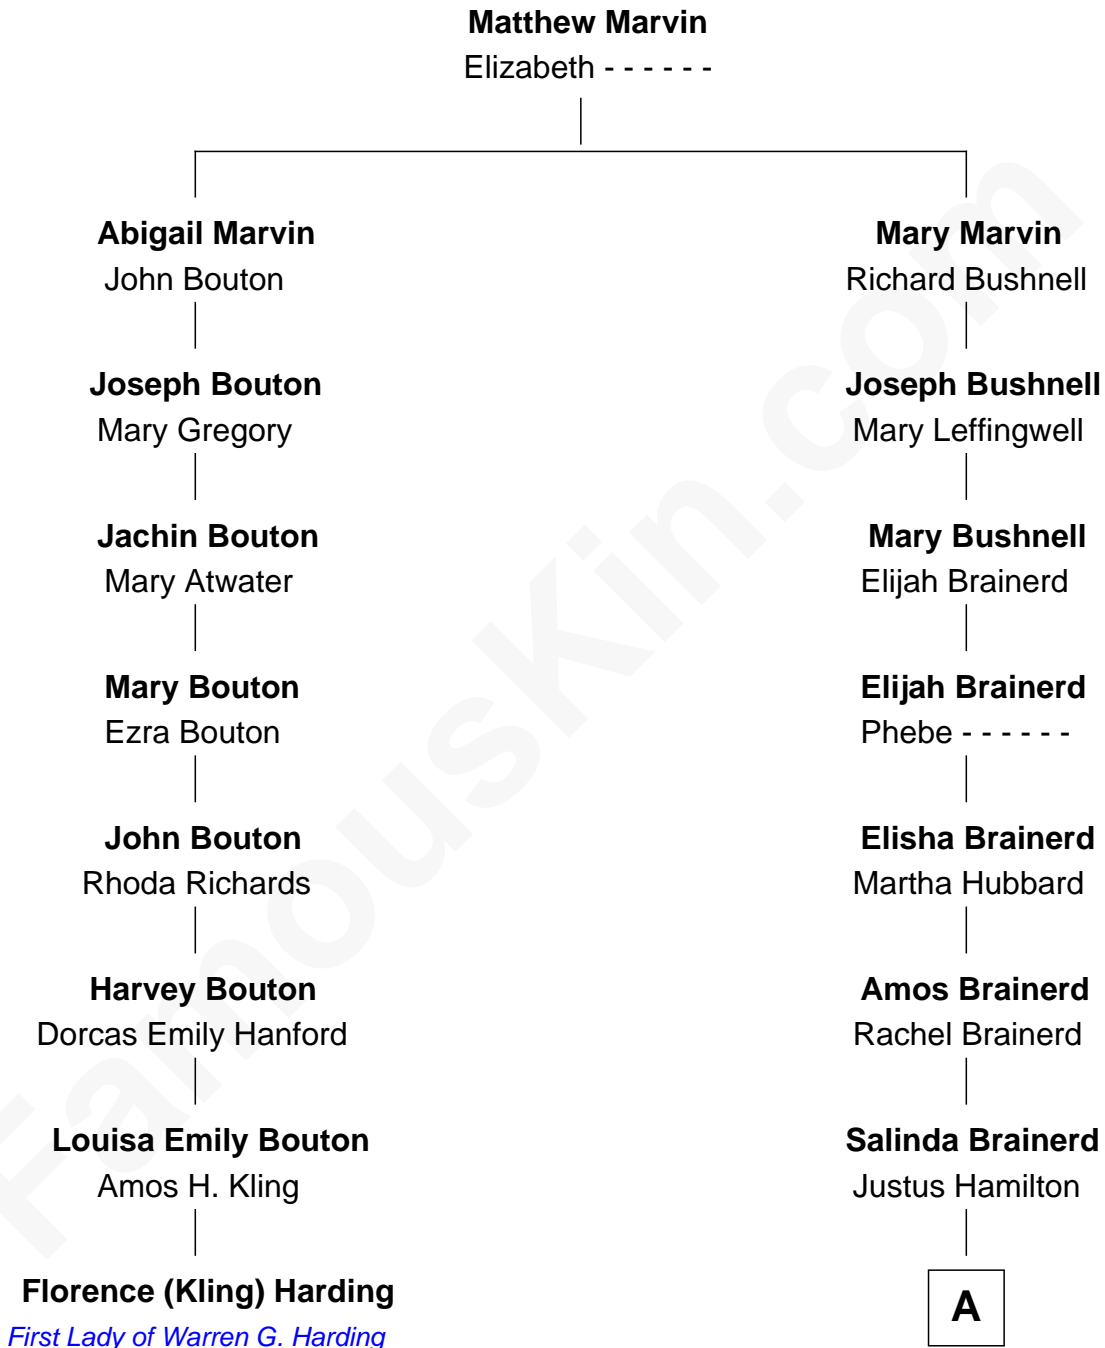 Matthew Marvin
Elizabeth - - - - - -
Abigail Marvin
John Bouton
Mary Marvin
Richard Bushnell
Joseph Bouton
Mary Gregory
Joseph Bushnell
Mary Leffingwell
Jachin Bouton
Mary Atwater
Mary Bushnell
Elijah Brainerd
Mary Bouton
Ezra Bouton
Elijah Brainerd
Phebe - - - - - -
John Bouton
Rhoda Richards
Elisha Brainerd
Martha Hubbard
Harvey Bouton
Dorcas Emily Hanford
Amos Brainerd
Rachel Brainerd
Louisa Emily Bouton
Amos H. Kling
Salinda Brainerd
Justus Hamilton
Florence (Kling) Harding
First Lady of Warren G. Harding
A
FamousKin.com